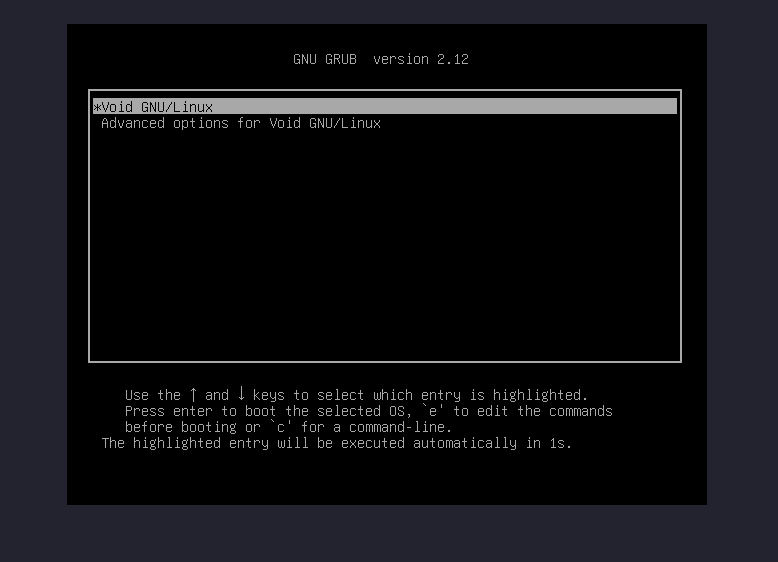 GNU GRUB  version 2.12
*Void GNU/Linux
Advanced options for Void GNU/Linux
Use the ↑ and ↓ keys to select which entry is highlighted.
Press enter to boot the selected OS, `e' to edit the commands
before booting or `c' for a command-line.
The highlighted entry will be executed automatically in 1s.